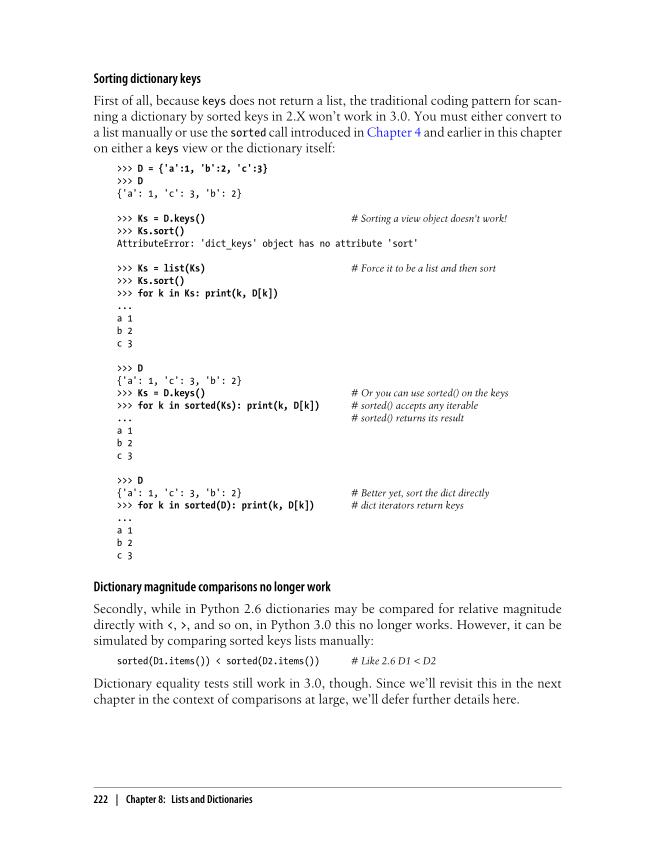 Sorting dictionary keys
First of all, because keys does not return a list, the traditional coding pattern for scan-
ning a dictionary by sorted keys in 2.X won’t work in 3.0. You must either convert to
a list manually or use the sorted call introduced in Chapter 4 and earlier in this chapter
on either a keys view or the dictionary itself:
>>> D = {'a':1, 'b':2, 'c':3}
>>> D
{'a': 1, 'c': 3, 'b': 2}
>>> Ks = D.keys() # Sorting a view object doesn't work!
>>> Ks.sort()
AttributeError: 'dict_keys' object has no attribute 'sort'
>>> Ks = list(Ks) # Force it to be a list and then sort
>>> Ks.sort()
>>> for k in Ks: print(k, D[k])
...
a 1
b 2
c 3
>>> D
{'a': 1, 'c': 3, 'b': 2}
>>> Ks = D.keys() # Or you can use sorted() on the keys
>>> for k in sorted(Ks): print(k, D[k]) # sorted() accepts any iterable
... # sorted() returns its result
a 1
b 2
c 3
>>> D
{'a': 1, 'c': 3, 'b': 2} # Better yet, sort the dict directly
>>> for k in sorted(D): print(k, D[k]) # dict iterators return keys
...
a 1
b 2
c 3
Dictionary magnitude comparisons no longer work
Secondly, while in Python 2.6 dictionaries may be compared for relative magnitude
directly with <, >, and so on, in Python 3.0 this no longer works. However, it can be
simulated by comparing sorted keys lists manually:
sorted(D1.items()) < sorted(D2.items()) # Like 2.6 D1 < D2
Dictionary equality tests still work in 3.0, though. Since we’ll revisit this in the next
chapter in the context of comparisons at large, we’ll defer further details here.
222 | Chapter 8: Lists and Dictionaries